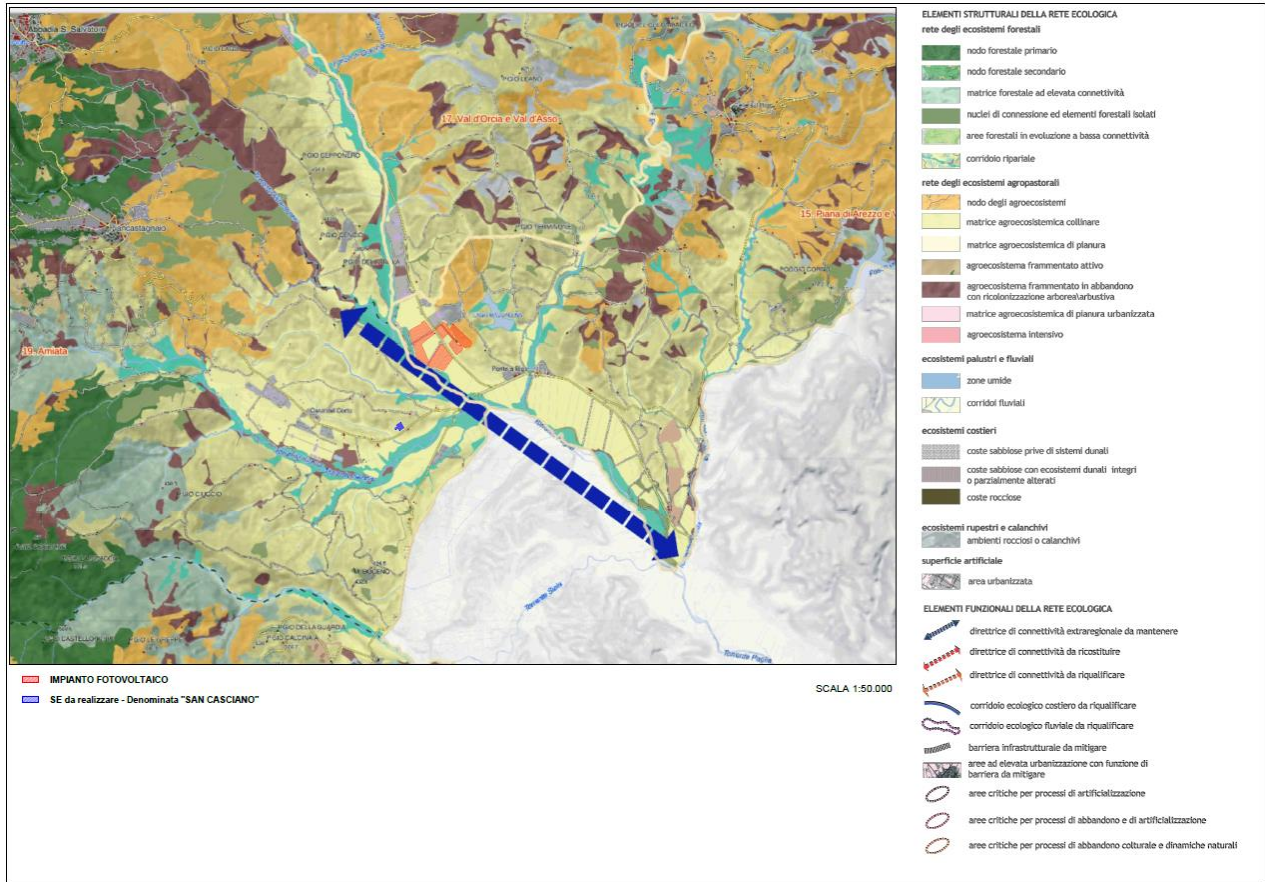 Abbadia S. Salvatore
17. Val d'Orcia e Val d'Asso
15. Piana di Arezzo e V
Piancastagnaio
POGGIO CORNO
19. Amiata
Ponte a Rigo
Torrente Siele
Torrente Paglia
IMPIANTO FOTOVOLTAICO
SE da realizzare - Denominata "SAN CASCIANO"
SCALA 1:50.000
ELEMENTI STRUTTURALI DELLA RETE ECOLOGICA
rete degli ecosistemi forestali
nodo forestale primario
nodo forestale secondario
matrice forestale ad elevata connettività
nuclei di connessione ed elementi forestali isolati
aree forestali in evoluzione a bassa connettività
corridoio ripariale
rete degli ecosistemi agropastorali
nodo degli agroecosistemi
matrice agroecosistemica collinare
matrice agroecosistemica di pianura
agroecosistema frammentato attivo
agroecosistema frammentato in abbandono
con ricolonizzazione arborea\arbustiva
matrice agroecosistemica di pianura urbanizzata
agroecosistema intensivo
ecosistemi palustri e fluviali
zone umide
corridoi fluviali
ecosistemi costieri
coste sabbiose prive di sistemi dunali
coste sabbiose con ecosistemi dunali integri
o parzialmente alterati
coste rocciose
ecosistemi rupestri e calanchivi
ambienti rocciosi o calanchivi
superficie artificiale
area urbanizzata
ELEMENTI FUNZIONALI DELLA RETE ECOLOGICA
direttrice di connettività extraregionale da mantenere
direttrice di connettività da ricostituire
direttrice di connettività da riqualificare
corridoio ecologico costiero da riqualificare
corridoio ecologico fluviale da riqualificare
barriera infrastrutturale da mitigare
aree ad elevata urbanizzazione con funzione di
barriera da mitigare
aree critiche per processi di artificializzazione
aree critiche per processi di abbandono e di artificializzazione
aree critiche per processi di abbandono colturale e dinamiche naturali